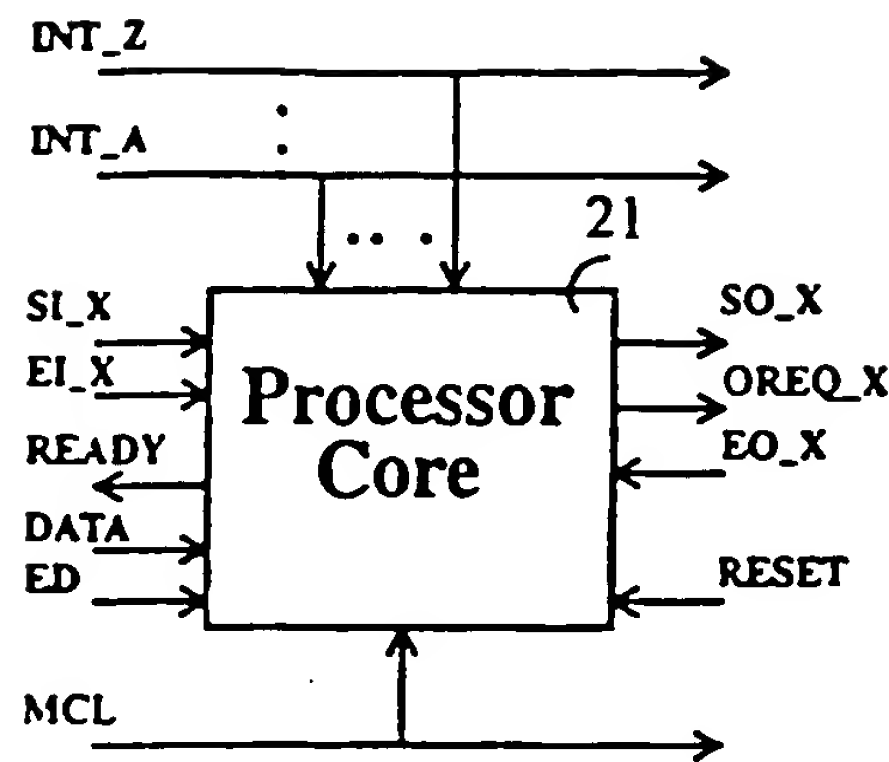 INT_Z
INT_A
21
SI_X
SO_X
EI_X
OREQ_X
Processor
Core
READY
EO_X
DATA
ED
RESET
MCL